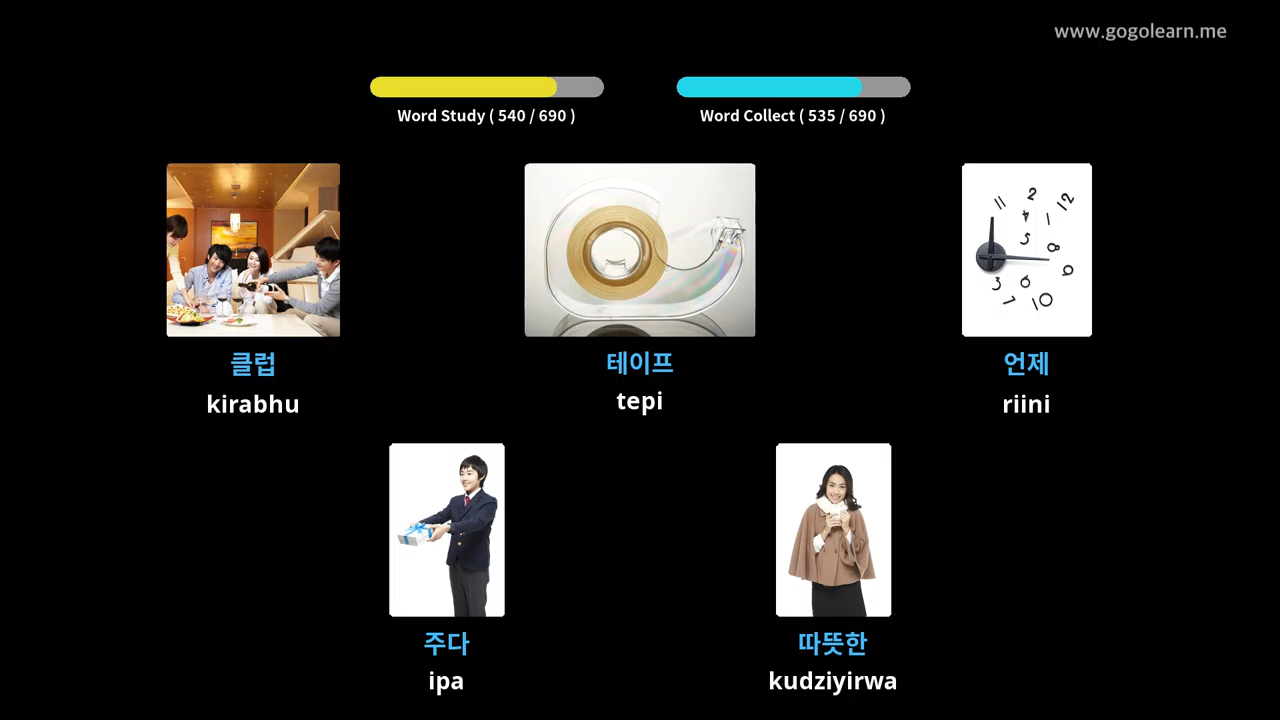 www.gogolearn.me
Word Study ( 540 / 690 )
Word Collect ( 535 / 690 )
클럽
kirabhu
테이프
tepi
언제
riini
주다
ipa
따뜻한
kudziyirwa